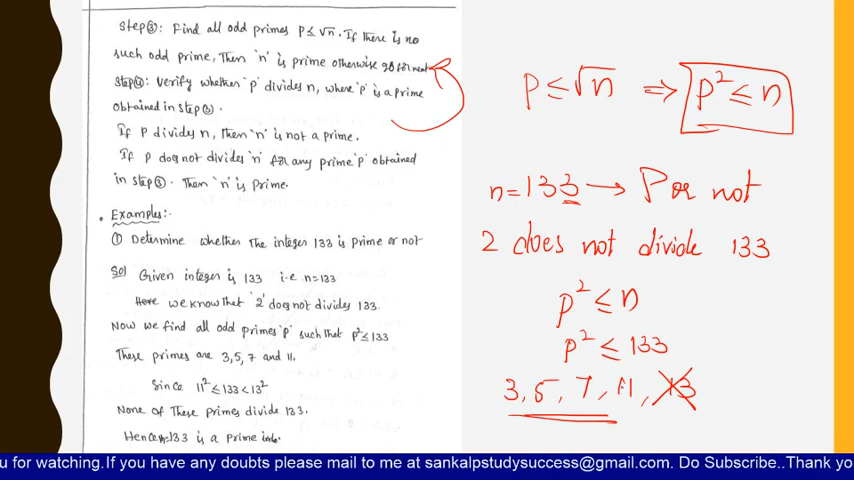 Step③: Find all odd primes P≤√n. If there is no
such odd prime, Then 'n' is prime otherwise go for next
Step④: Verify whether 'p' divides n, where 'p' is a prime
obtained in step③.
If P divides n, Then 'n' is not a prime.
If P does not divides 'n' for any prime 'p' obtained
in step③. Then 'n' is Prime.
Examples:-
① Determine whether The integer 133 is prime or not
Sol Given integer is 133 i.e n=133
Here we know that '2' does not divides 133.
Now we find all odd primes 'p' such that p²≤133
These primes are 3,5,7 and 11.
Since 11² ≤133<13²
None of These primes divide 133.
Hence 133 is a Prime
P ≤ √n ⇒ P² ≤ n
n=133 → P or not
2 does not divide 133
p² ≤ n
p² ≤ 133
3, 5, 7, 11, 13
u for watching.If you have any doubts please mail to me at sankalpstudysuccess@gmail.com. Do Subscribe..Thank yo